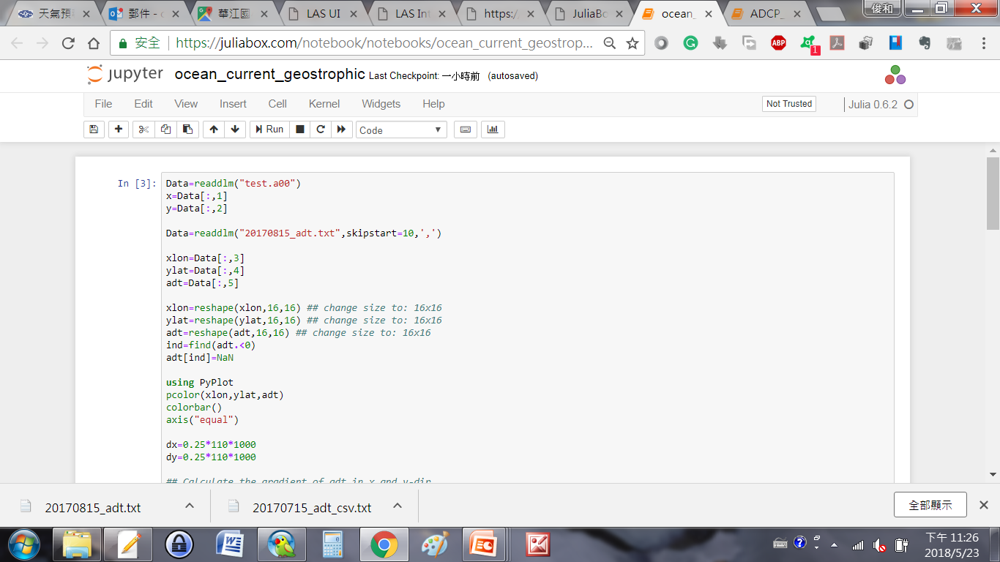 天氣預
郵件 - c
華江國
LAS UI
LAS Int
https:/
JuliaBo
ocean_
ADCP_
俊和
安全 https://juliabox.com/notebook/notebooks/ocean_current_geostrop...
ABP
1
jupyter ocean_current_geostrophic Last Checkpoint: 一小時前 (autosaved)
File Edit View Insert Cell Kernel Widgets Help Not Trusted Julia 0.6.2
Run Code
In [3]:
Data=readdlm("test.a00")
x=Data[:,1]
y=Data[:,2]
Data=readdlm("20170815_adt.txt",skipstart=10,',')
xlon=Data[:,3]
ylat=Data[:,4]
adt=Data[:,5]
xlon=reshape(xlon,16,16) ## change size to: 16x16
ylat=reshape(ylat,16,16) ## change size to: 16x16
adt=reshape(adt,16,16) ## change size to: 16x16
ind=find(adt.<0)
adt[ind]=NaN
using PyPlot
pcolor(xlon,ylat,adt)
colorbar()
axis("equal")
dx=0.25*110*1000
dy=0.25*110*1000
## Calculate the gradient of adt in x and y-dir
20170815_adt.txt 20170715_adt_csv.txt 全部顯示
下午 11:26
2018/5/23